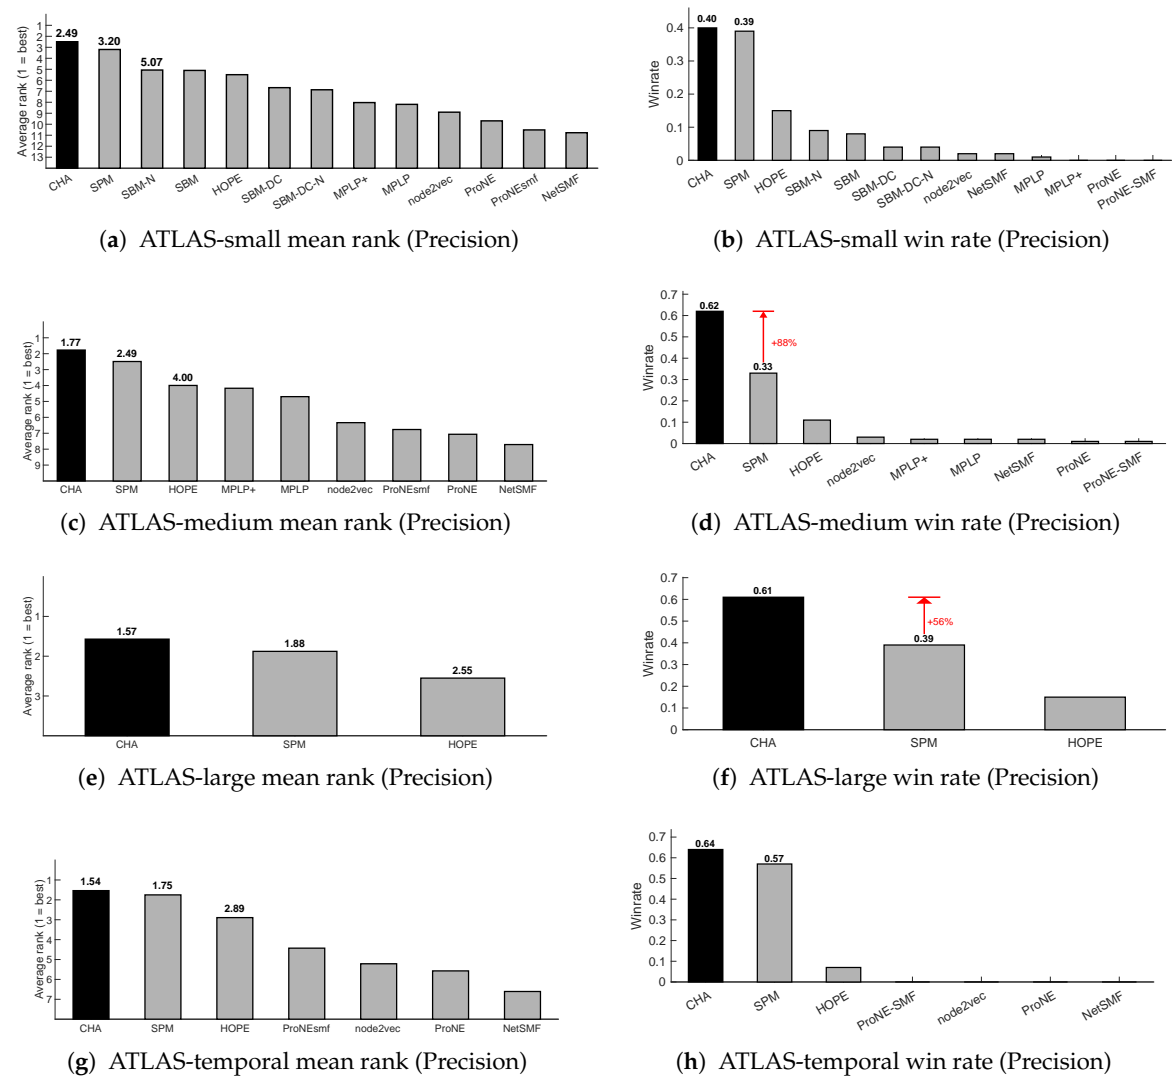 Average rank (1 = best)
1
2
3
4
5
6
7
8
9
10
11
12
13
2.49
3.20
5.07
CHA
SPM
SBM-N
SBM
HOPE
SBM-DC
SBM-DC-N
MPLP+
MPLP
node2vec
ProNE
ProNEsmf
NetSMF
(a) ATLAS-small mean rank (Precision)
Winrate
0.4
0.3
0.2
0.1
0
0.40
0.39
CHA
SPM
HOPE
SBM-N
SBM
SBM-DC
SBM-DC-N
node2vec
NetSMF
MPLP
MPLP+
ProNE
ProNE-SMF
(b) ATLAS-small win rate (Precision)
Average rank (1 = best)
1
2
3
4
5
6
7
8
9
1.77
2.49
4.00
CHA
SPM
HOPE
MPLP+
MPLP
node2vec
ProNEsmf
ProNE
NetSMF
(c) ATLAS-medium mean rank (Precision)
Winrate
0.7
0.6
0.5
0.4
0.3
0.2
0.1
0
0.62
+88%
0.33
CHA
SPM
HOPE
node2vec
MPLP+
MPLP
NetSMF
ProNE
ProNE-SMF
(d) ATLAS-medium win rate (Precision)
Average rank (1 = best)
1
2
3
1.57
1.88
2.55
CHA
SPM
HOPE
(e) ATLAS-large mean rank (Precision)
Winrate
0.7
0.6
0.5
0.4
0.3
0.2
0.1
0
0.61
+56%
0.39
CHA
SPM
HOPE
(f) ATLAS-large win rate (Precision)
Average rank (1 = best)
1
2
3
4
5
6
7
1.54
1.75
2.89
CHA
SPM
HOPE
ProNEsmf
node2vec
ProNE
NetSMF
(g) ATLAS-temporal mean rank (Precision)
Winrate
0.7
0.6
0.5
0.4
0.3
0.2
0.1
0
0.64
0.57
CHA
SPM
HOPE
ProNE-SMF
node2vec
ProNE
NetSMF
(h) ATLAS-temporal win rate (Precision)